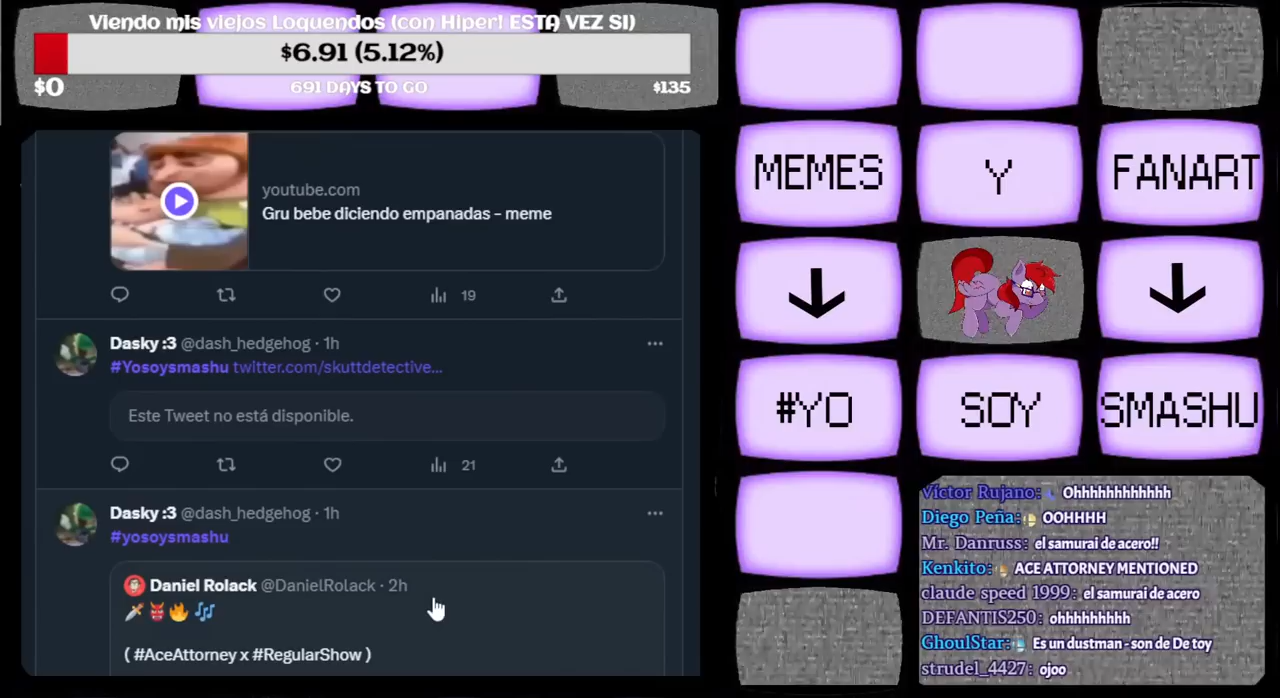 Viendo mis viejos Loquendos (con Hiper! ESTA VEZ SI)
$6.91 (5.12%)
$0
691 DAYS TO GO
$135
youtube.com
Gru bebe diciendo empanadas - meme
19
Dasky :3 @dash_hedgehog · 1h
#Yosoysmashu twitter.com/skuttdetective...
Este Tweet no está disponible.
21
Dasky :3 @dash_hedgehog · 1h
#yosoysmashu
Daniel Rolack @DanielRolack · 2h
🗡️👹🔥🎶
( #AceAttorney x #RegularShow )
MEMES Y FANART
↓ ↓
#YO SOY SMASHU
Víctor Rujano: Ohhhhhhhhhhhh
Diego Peña: OOHHHH
Mr. Danruss: el samurai de acero!!
Kenkito: ACE ATTORNEY MENTIONED
claude speed 1999: el samurai de acero
DEFANTIS250: ohhhhhhhhh
GhoulStar: Es un dustman - son de De toy
strudel_4427: ojoo